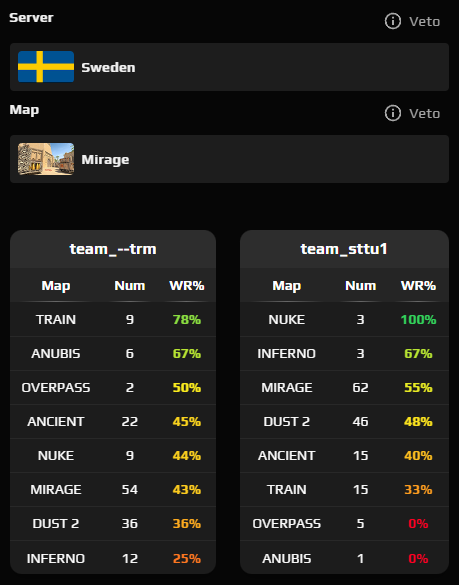 Server Veto
Sweden
Map Veto
Mirage
team_--trm
Map Num WR%
TRAIN 9 78%
ANUBIS 6 67%
OVERPASS 2 50%
ANCIENT 22 45%
NUKE 9 44%
MIRAGE 54 43%
DUST 2 36 36%
INFERNO 12 25%
team_sttu1
Map Num WR%
NUKE 3 100%
INFERNO 3 67%
MIRAGE 62 55%
DUST 2 46 48%
ANCIENT 15 40%
TRAIN 15 33%
OVERPASS 5 0%
ANUBIS 1 0%